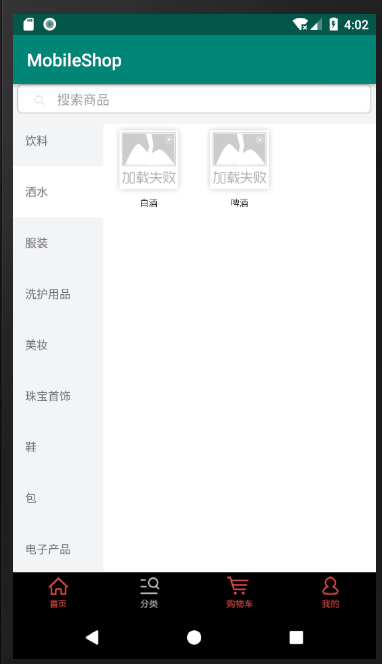 4:02
MobileShop
搜索商品
饮料
酒水
服装
洗护用品
美妆
珠宝首饰
鞋
包
电子产品
加载失败
加载失败
白酒
啤酒
首页
分类
购物车
我的